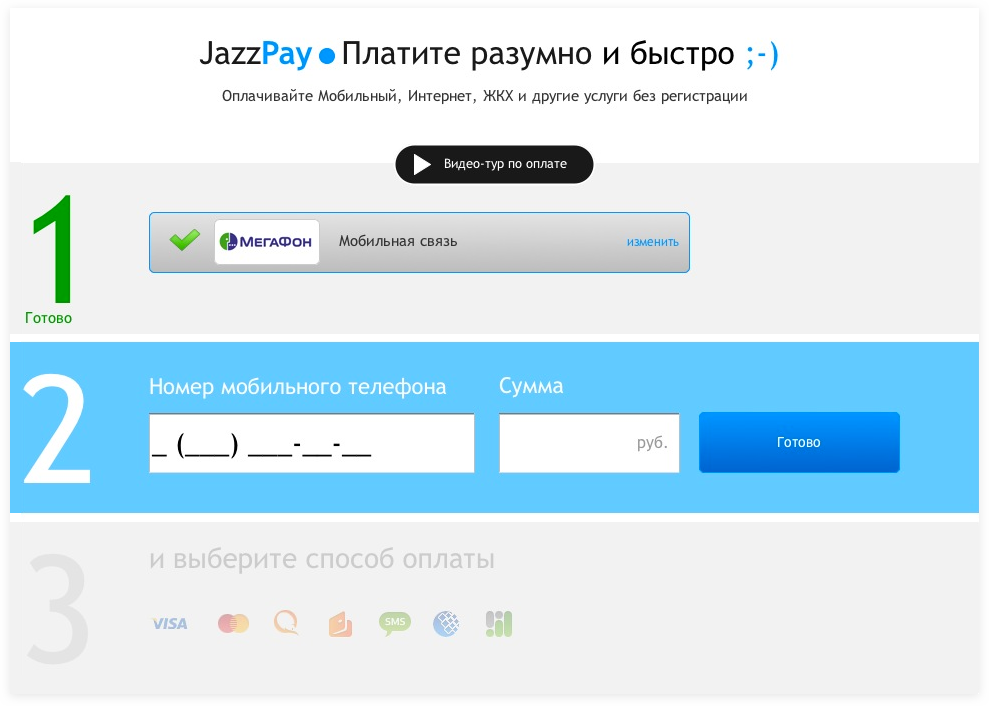 JazzPay • Платите разумно и быстро ;-)
Оплачивайте Мобильный, Интернет, ЖКХ и другие услуги без регистрации
Видео-тур по оплате
1
МЕГАФОН
Мобильная связь
изменить
Готово
2
Номер мобильного телефона
Сумма
_ (___) ___-__-__
руб.
Готово
3
и выберите способ оплаты
VISA
SMS